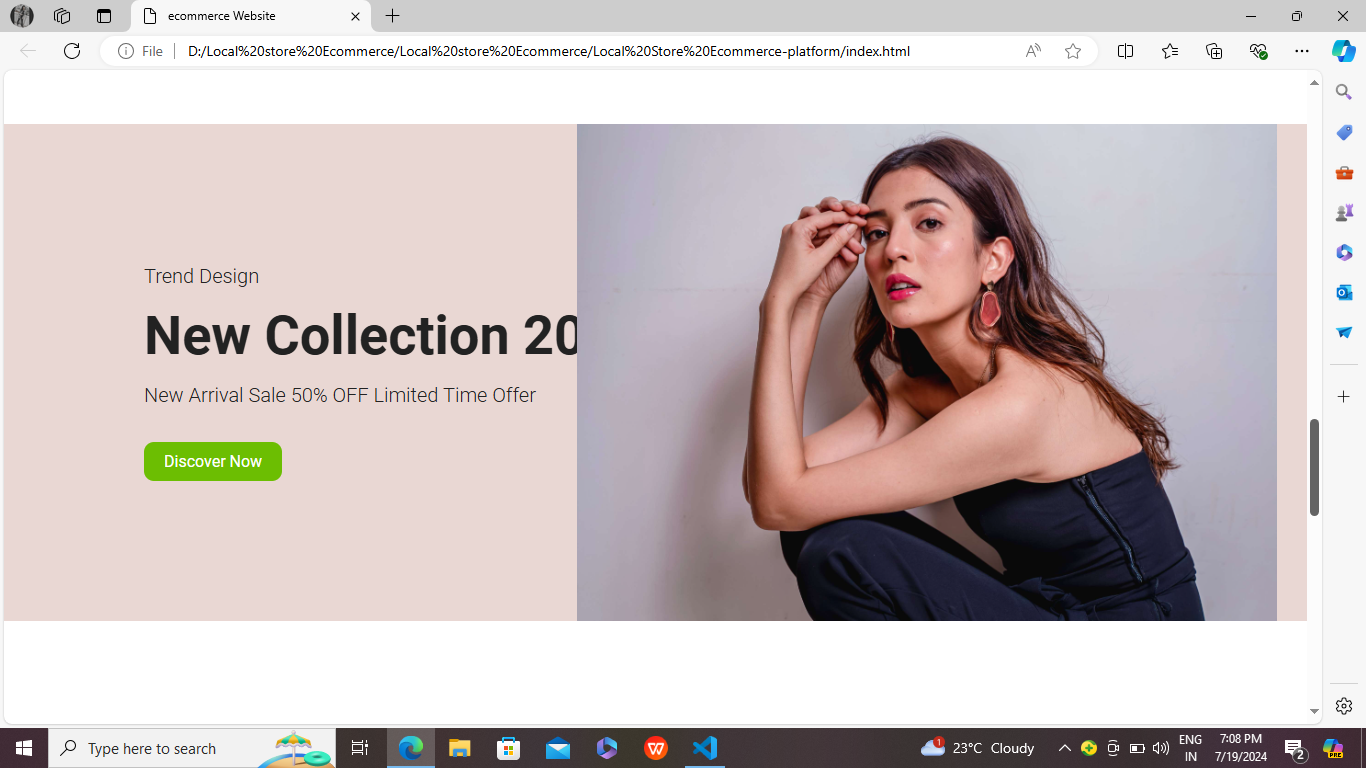 ecommerce Website
File
D:/Local%20store%20Ecommerce/Local%20store%20Ecommerce/Local%20Store%20Ecommerce-platform/index.html
Trend Design
New Collection 20
New Arrival Sale 50% OFF Limited Time Offer
Discover Now
Type here to search
1
23°C Cloudy
ENG
IN
7:08 PM
7/19/2024
2
PRE